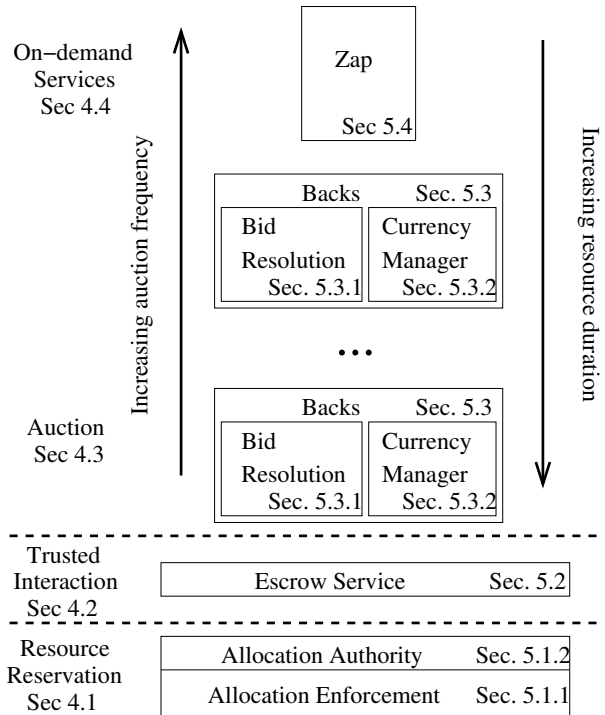 On−demand
Services
Sec 4.4
Increasing auction frequency
Zap
Sec 5.4
Increasing resource duration
Backs Sec. 5.3
Bid
Resolution
Sec. 5.3.1
Currency
Manager
Sec. 5.3.2
...
Auction
Sec 4.3
Backs Sec. 5.3
Bid
Resolution
Sec. 5.3.1
Currency
Manager
Sec. 5.3.2
Trusted
Interaction
Sec 4.2
Escrow Service Sec. 5.2
Resource
Reservation
Sec 4.1
Allocation Authority Sec. 5.1.2
Allocation Enforcement Sec. 5.1.1